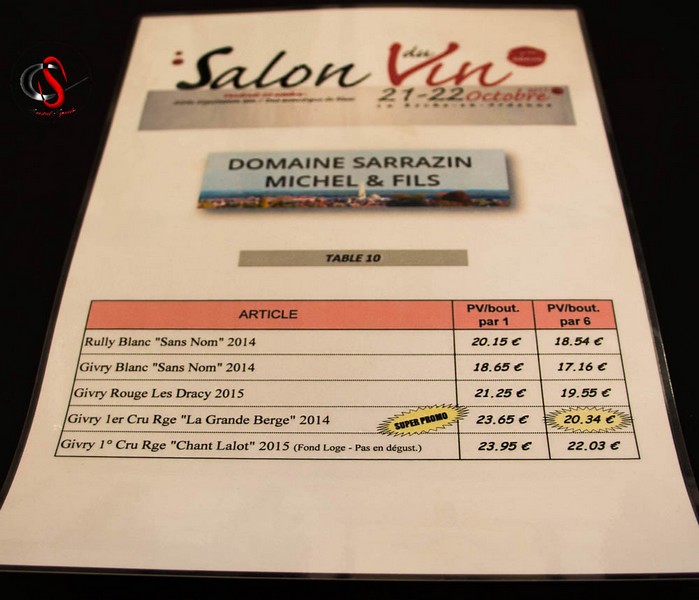 Salon du Vin
21-22 Octobre
DOMAINE SARRAZIN
MICHEL & FILS
TABLE 10
ARTICLE PV/bout. par 1 PV/bout. par 6
Rully Blanc "Sans Nom" 2014 20.15 € 18.54 €
Givry Blanc "Sans Nom" 2014 18.65 € 17.16 €
Givry Rouge Les Dracy 2015 21.25 € 19.55 €
Givry 1er Cru Rge "La Grande Berge" 2014 SUPER PROMO 23.65 € 20.34 €
Givry 1° Cru Rge "Chant Lalot" 2015 (Fond Loge - Pas en dégust.) 23.95 € 22.03 €